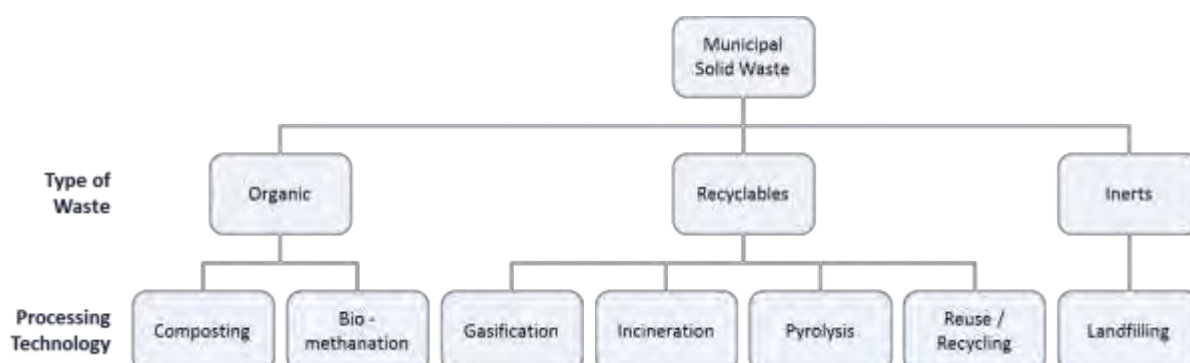 Municipal
Solid Waste
Type of
Waste
Organic
Recyclables
Inerts
Processing
Technology
Composting
Bio -
methanation
Gasification
Incineration
Pyrolysis
Reuse /
Recycling
Landfilling